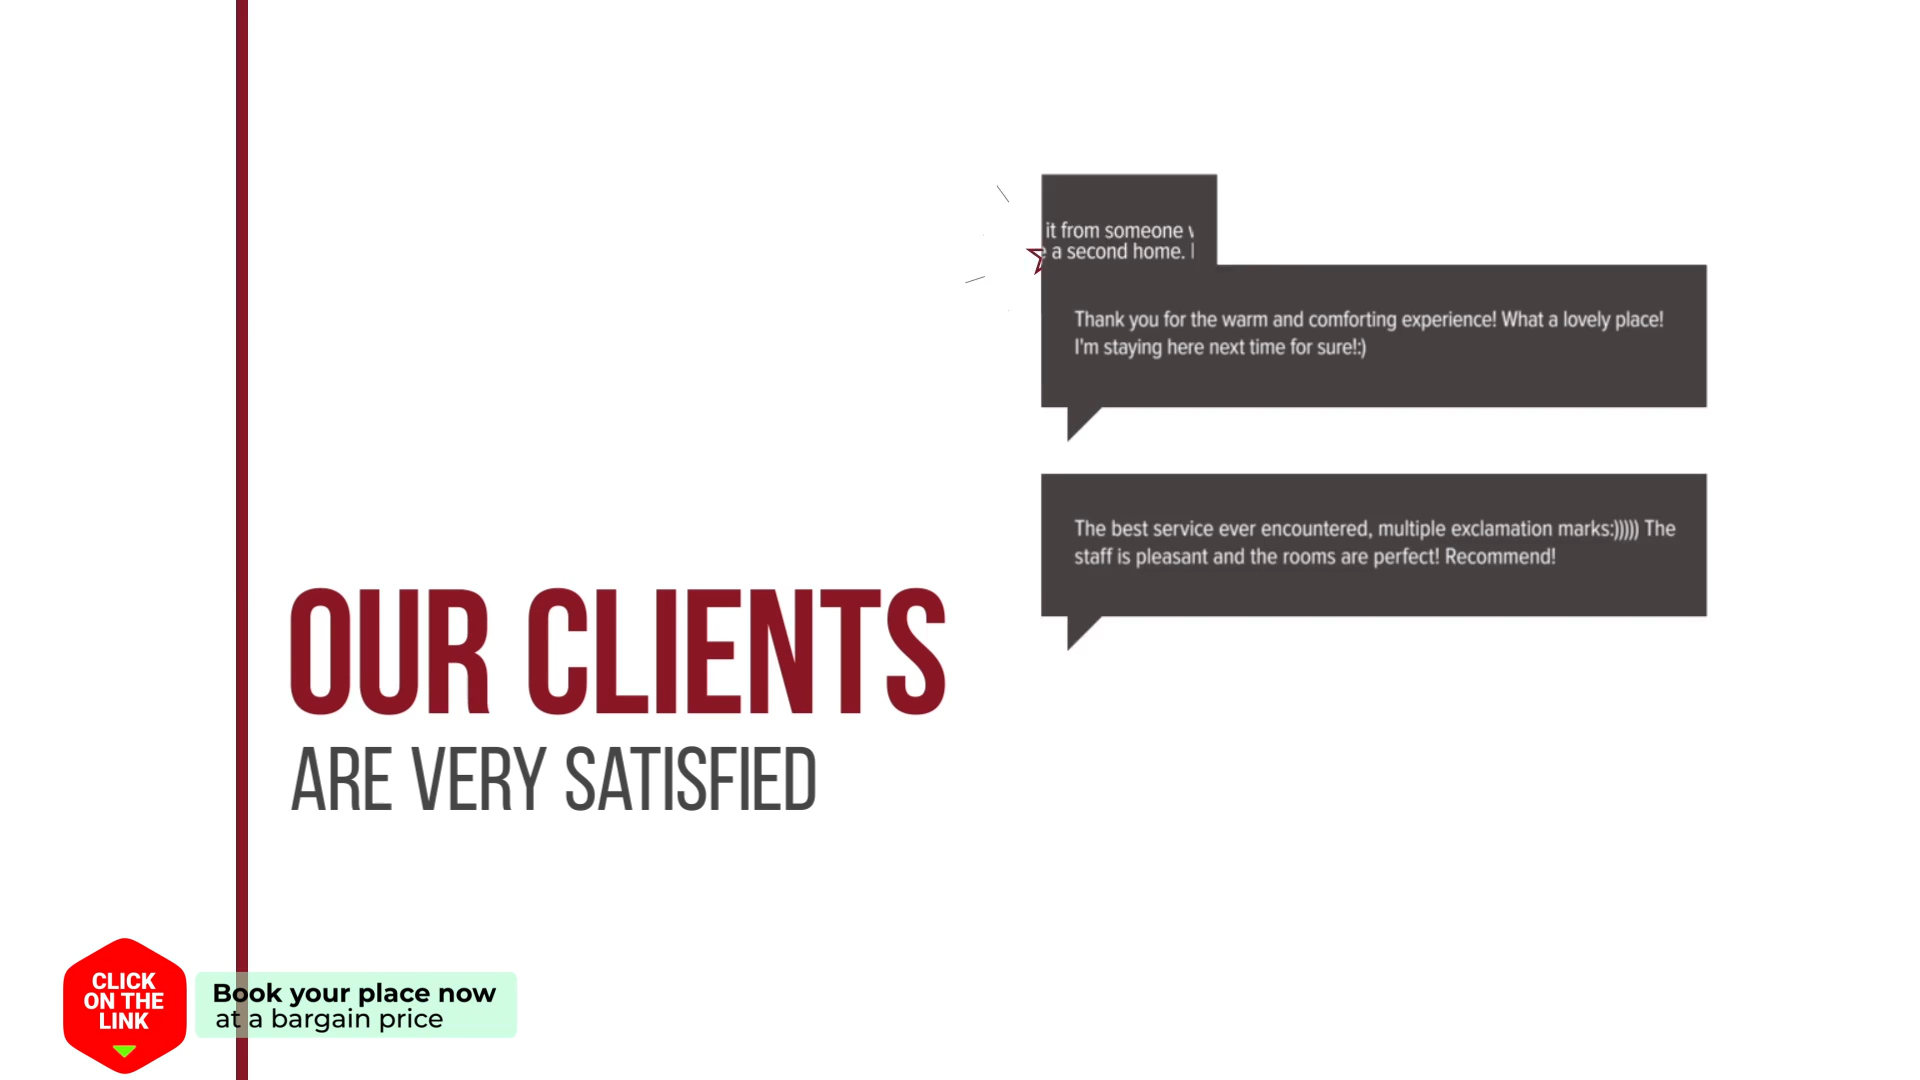 it from someone
a second home.
Thank you for the warm and comforting experience! What a lovely place!
I'm staying here next time for sure!:)
The best service ever encountered, multiple exclamation marks:))))) The
staff is pleasant and the rooms are perfect! Recommend!
OUR CLIENTS
ARE VERY SATISFIED
CLICK
ON THE
LINK
Book your place now
at a bargain price